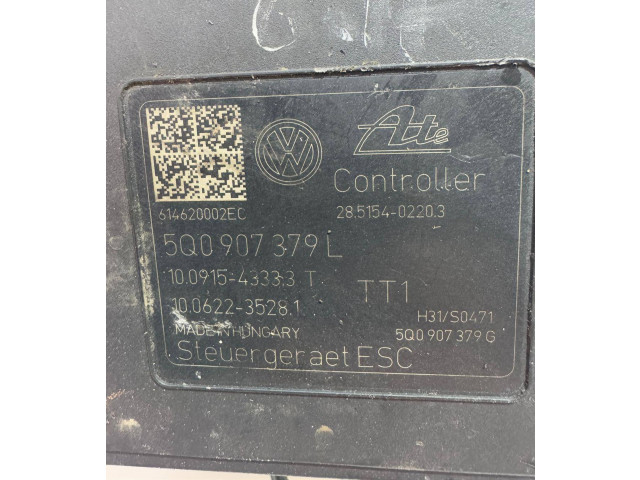 Ate
Controller
614620002EC
28.5154-0220.3
5Q0 907 379 L
10.0915-4333.3 T
TT1
10.0622-3528.1
H31/S0471
MADE IN HUNGARY
5Q0 907 379 G
Steuergeraet ESC